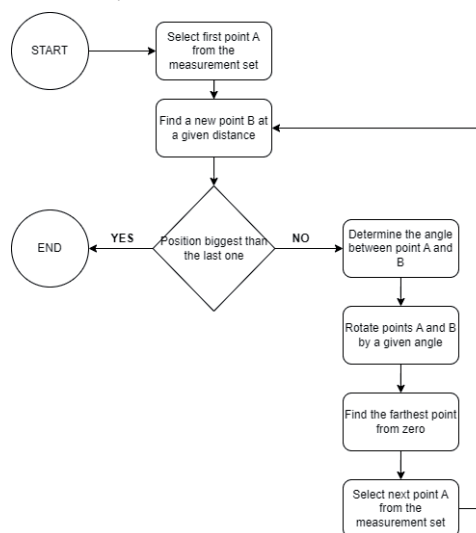 START
Select first point A
from the
measurement set
Find a new point B at
a given distance
Position biggest than
the last one
YES
NO
END
Determine the angle
between point A and
B
Rotate points A and B
by a given angle
Find the farthest point
from zero
Select next point A
from the
measurement set